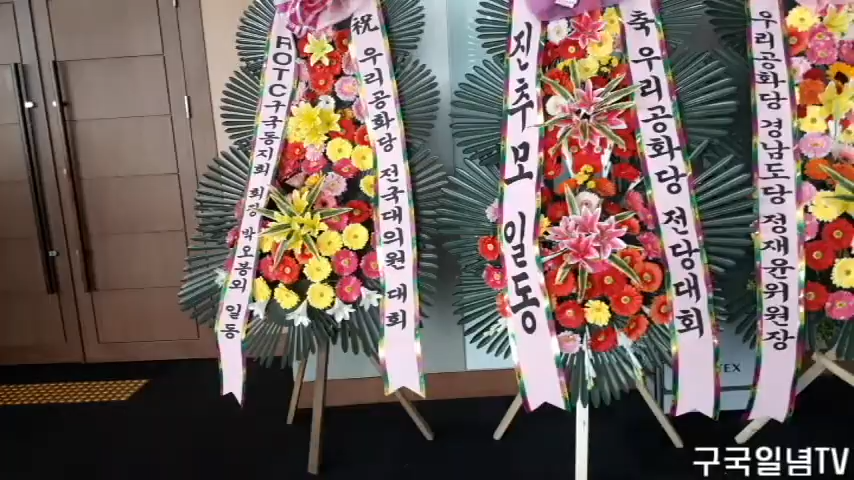 ROTC구국동지회 회장 박오봉외 일동
祝 우리공화당 전국대의원 대회
진추모 일동
축 우리공화당 전당대회
우리공화당 경남도당 정재윤위원장
구국일념TV